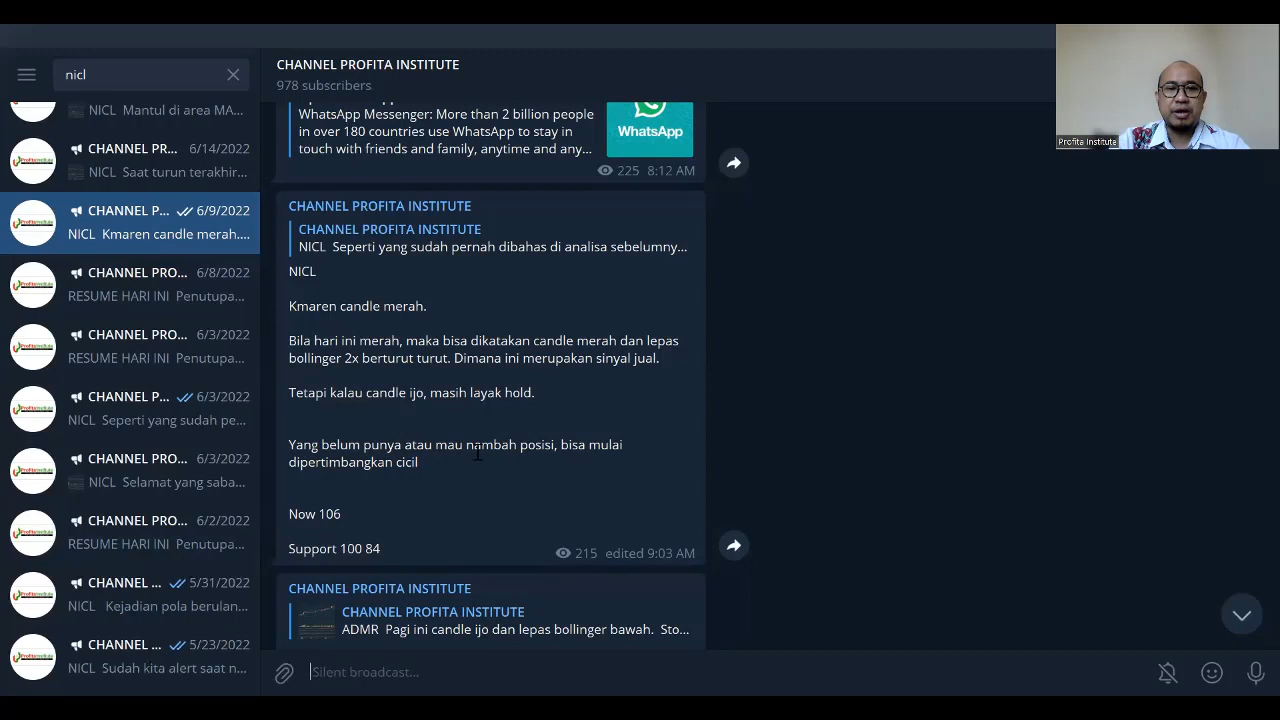 nicl
NICL Mantul di area MA...
CHANNEL PR... 6/14/2022
NICL Saat turun terakhir...
CHANNEL P... 6/9/2022
NICL Kmaren candle merah....
CHANNEL PRO... 6/8/2022
RESUME HARI INI Penutupa...
CHANNEL PRO... 6/3/2022
RESUME HARI INI Penutupa...
CHANNEL P... 6/3/2022
NICL Seperti yang sudah pe...
CHANNEL PRO... 6/3/2022
NICL Selamat yang saba...
CHANNEL PRO... 6/2/2022
RESUME HARI INI Penutupa...
CHANNEL ... 5/31/2022
NICL Kejadian pola berulan...
CHANNEL ... 5/23/2022
NICL Sudah kita alert saat n...
CHANNEL PROFITA INSTITUTE
978 subscribers
WhatsApp Messenger: More than 2 billion people
in over 180 countries use WhatsApp to stay in
touch with friends and family, anytime and any...
WhatsApp
225 8:12 AM
CHANNEL PROFITA INSTITUTE
CHANNEL PROFITA INSTITUTE
NICL Seperti yang sudah pernah dibahas di analisa sebelumny...
NICL
Kmaren candle merah.
Bila hari ini merah, maka bisa dikatakan candle merah dan lepas
bollinger 2x berturut turut. Dimana ini merupakan sinyal jual.
Tetapi kalau candle ijo, masih layak hold.
Yang belum punya atau mau nambah posisi, bisa mulai
dipertimbangkan cicil
Now 106
Support 100 84
215 edited 9:03 AM
CHANNEL PROFITA INSTITUTE
CHANNEL PROFITA INSTITUTE
ADMR Pagi ini candle ijo dan lepas bollinger bawah. Sto...
Silent broadcast...
Profita Institute